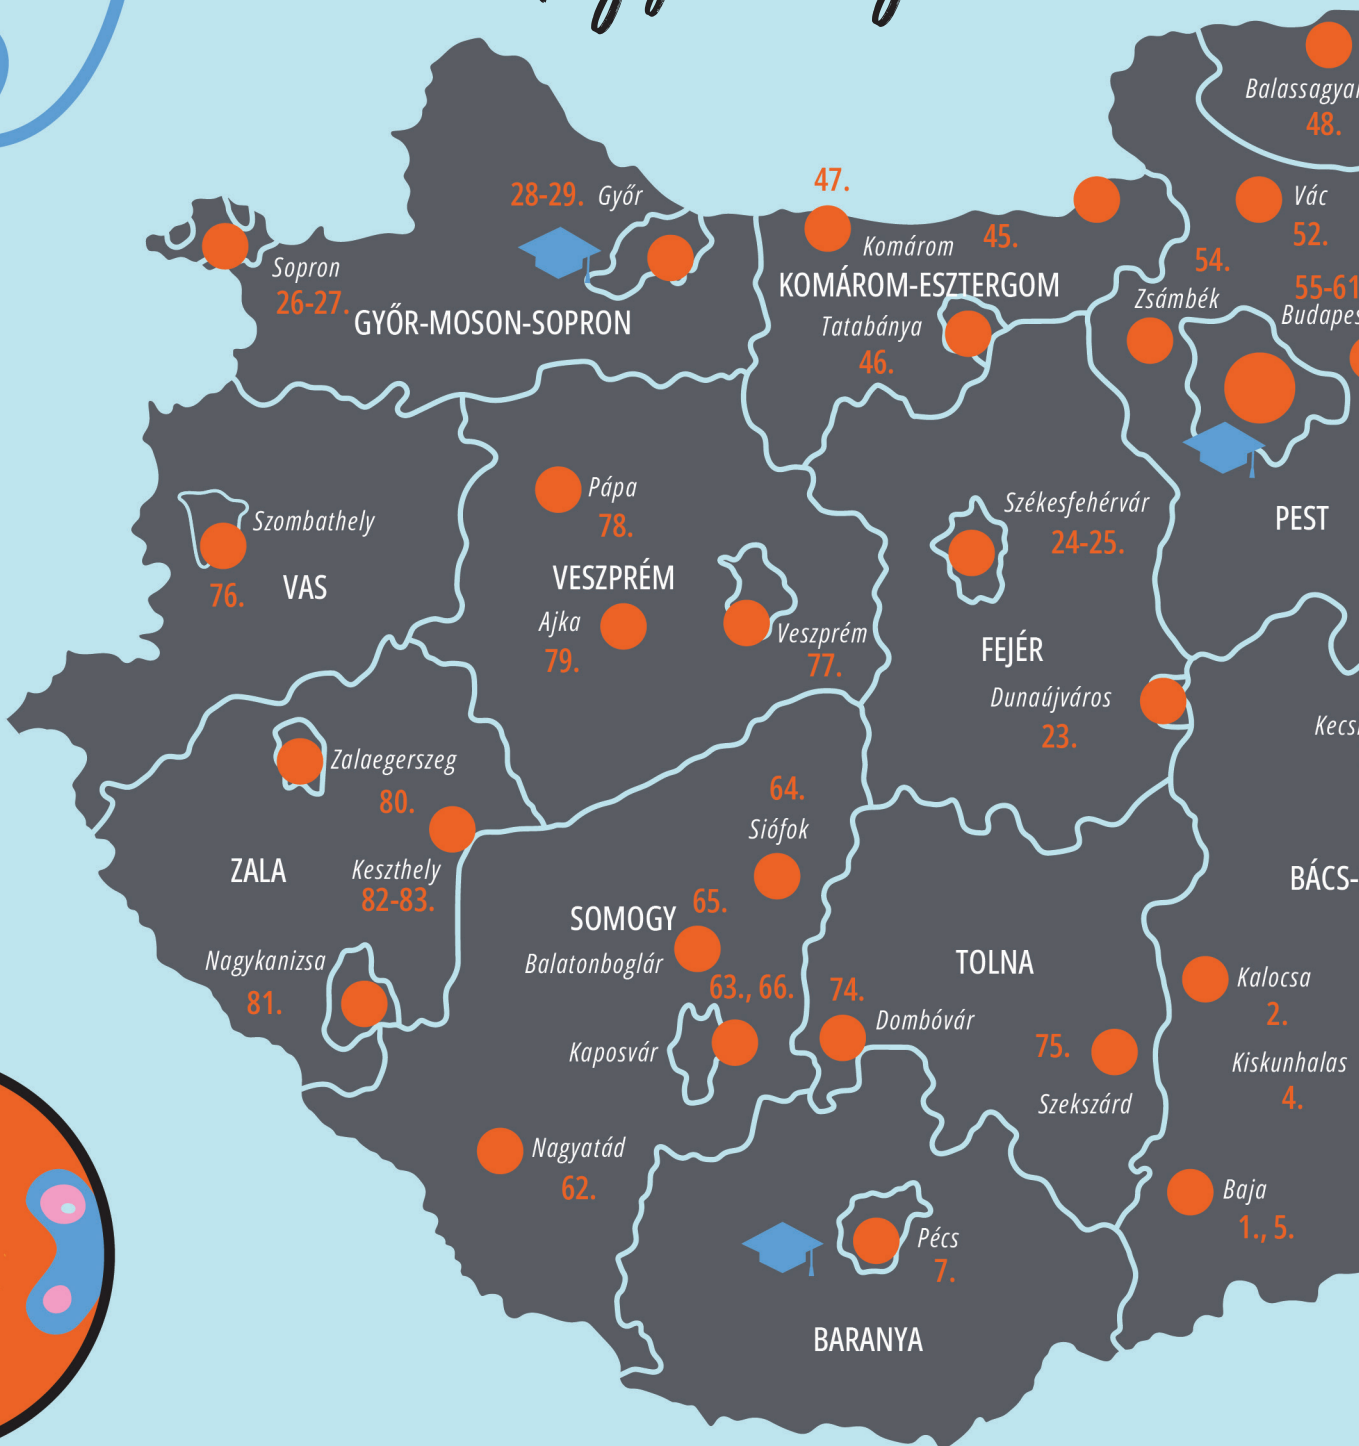 48.
28-29. Győr
47.
Vác
52.
Komárom 45.
54.
Sopron
26-27.
KOMÁROM-ESZTERGOM
Zsámbék
55-61
GYŐR-MOSON-SOPRON
Tatabánya
46.
Pápa
78.
Székesfehérvár
24-25.
PEST
Szombathely
76.
VAS
VESZPRÉM
Ajka
79.
Veszprém
77.
FEJÉR
Dunaújváros
23.
Zalaegerszeg
80.
64.
Siófok
ZALA
Keszthely
82-83.
BÁCS-
SOMOGY
65.
Balatonboglár
TOLNA
Nagykanizsa
81.
63., 66.
74.
Dombóvár
Kalocsa
2.
Kaposvár
75.
Szekszárd
Kiskunhalas
4.
Nagyatád
62.
Baja
1., 5.
Pécs
7.
BARANYA